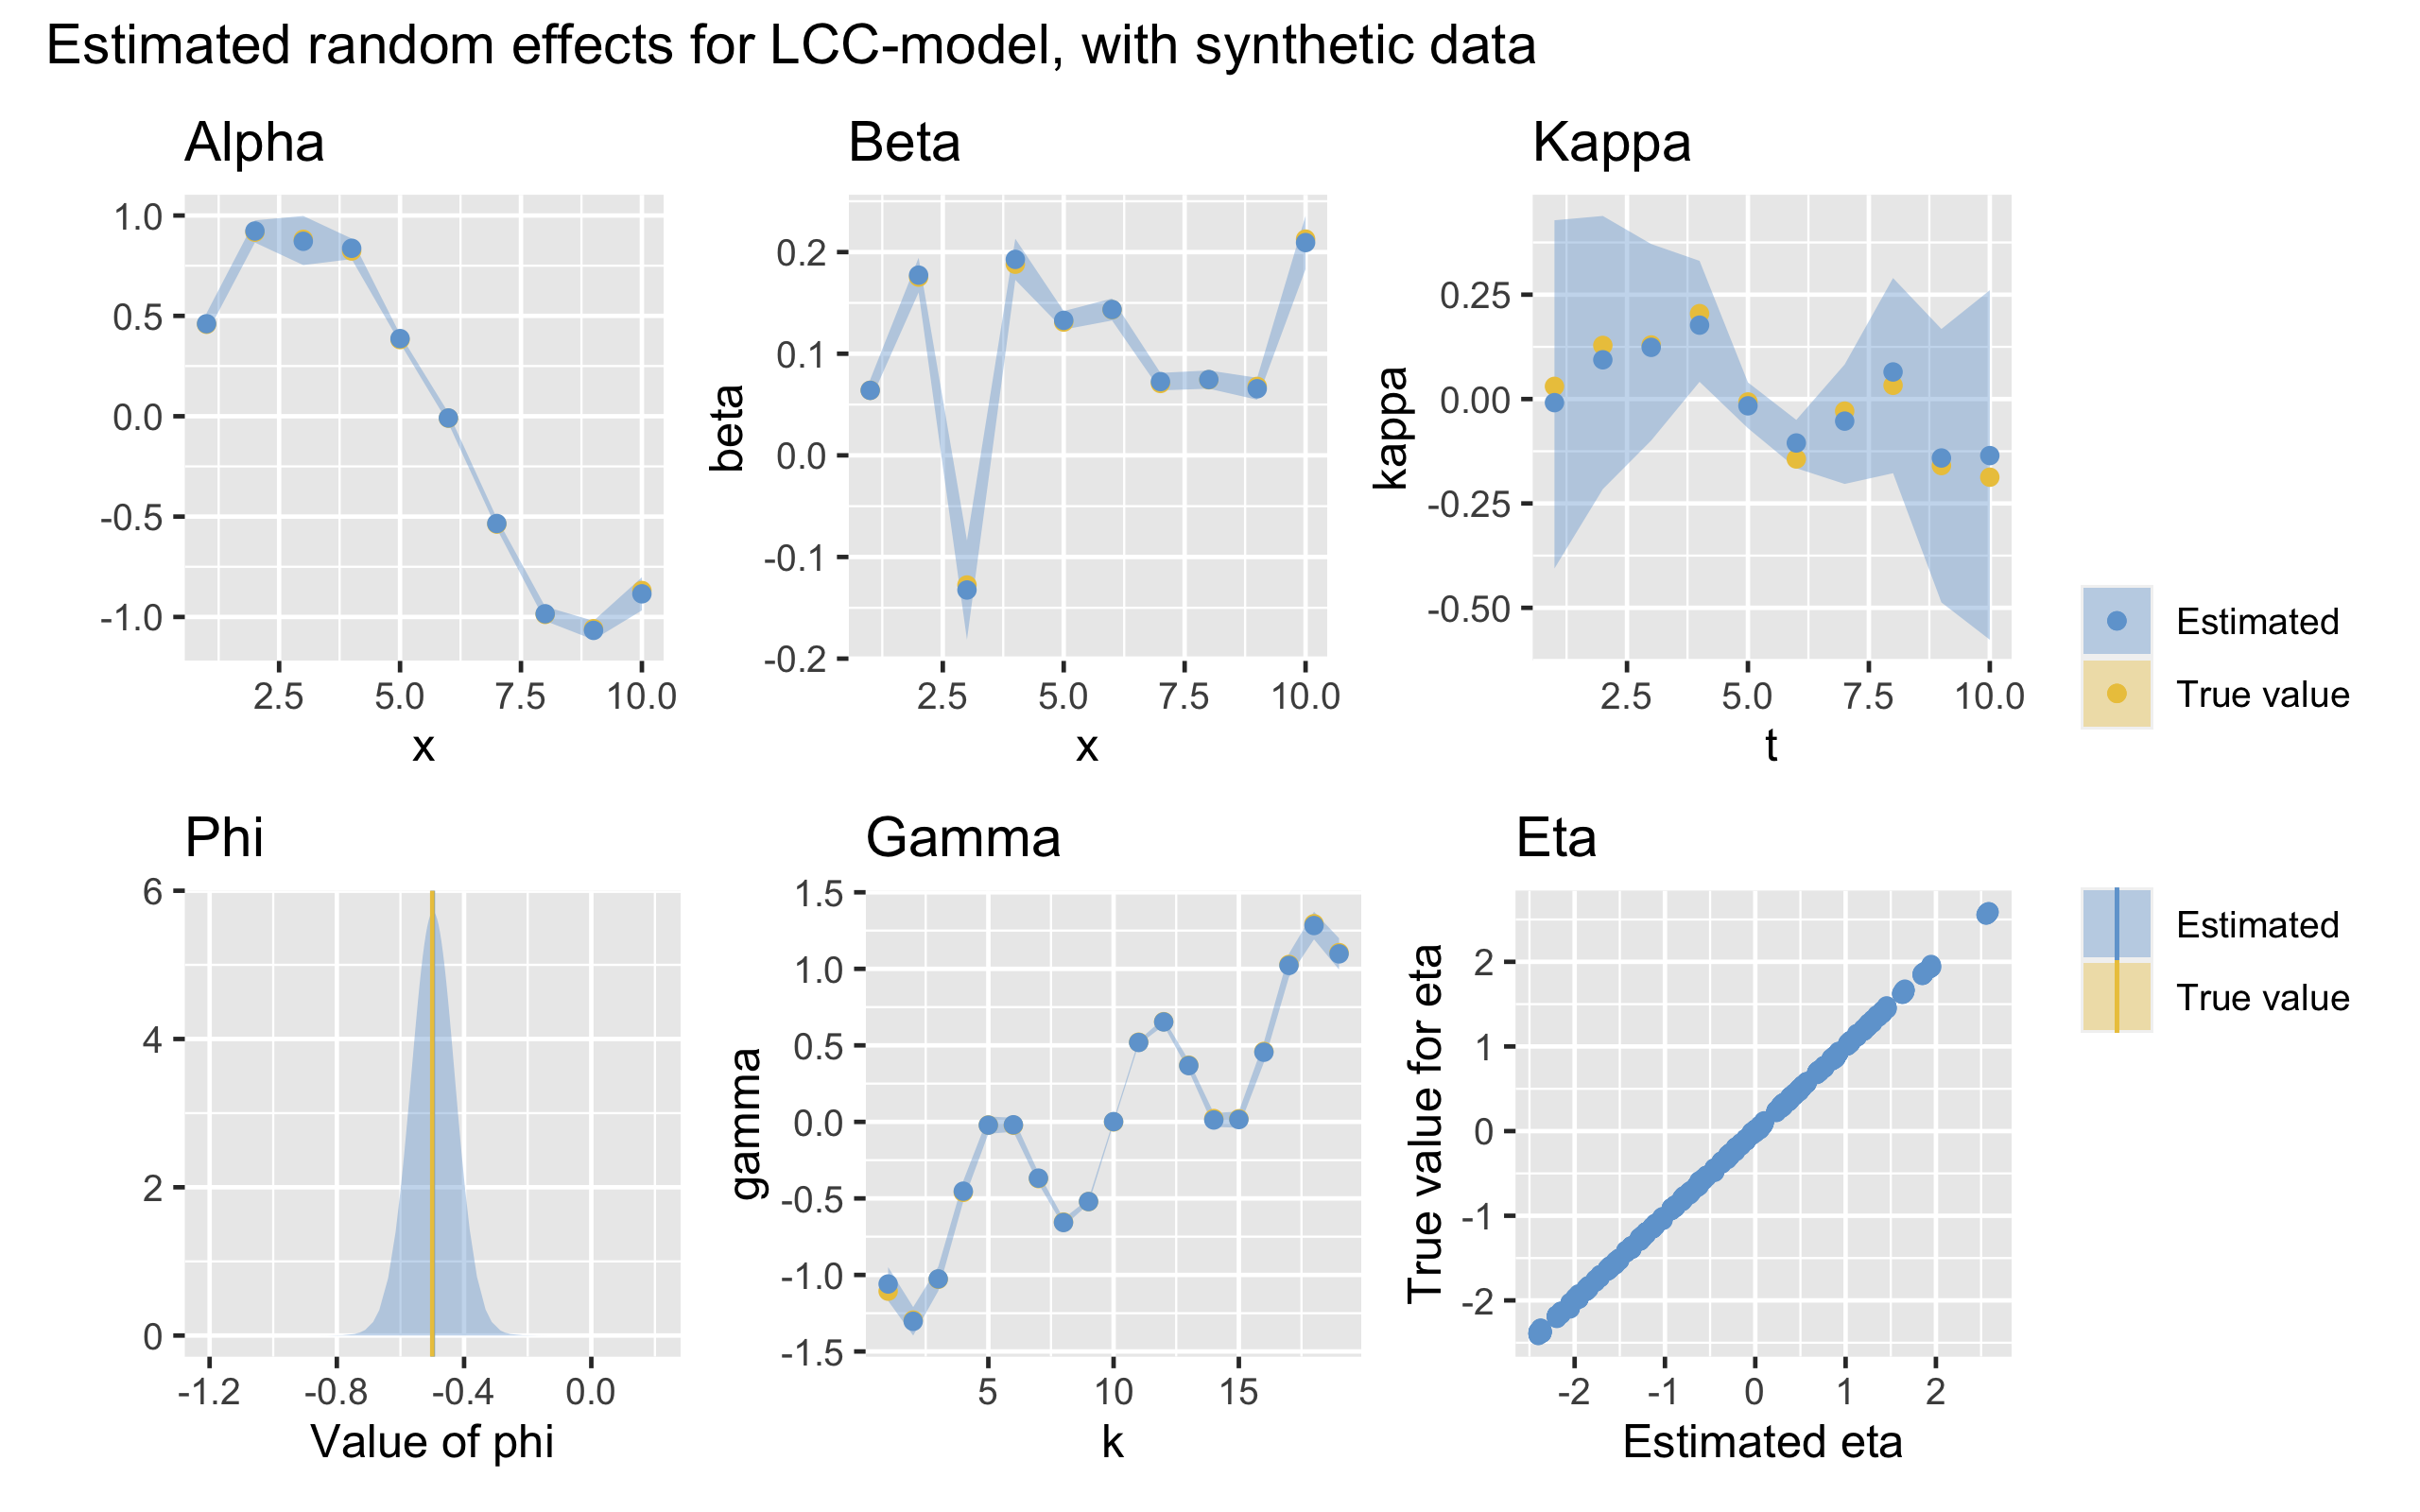 Estimated random effects for LCC-model, with synthetic data
Alpha
1.0
0.5
0.0
-0.5
-1.0
2.5 5.0 7.5 10.0
x
Beta
beta
0.2
0.1
0.0
-0.1
-0.2
2.5 5.0 7.5 10.0
x
Kappa
kappa
0.25
0.00
-0.25
-0.50
2.5 5.0 7.5 10.0
t
Estimated
True value
Phi
6
4
2
0
-1.2 -0.8 -0.4 0.0
Value of phi
Gamma
gamma
1.5
1.0
0.5
0.0
-0.5
-1.0
-1.5
5 10 15
k
Eta
True value for eta
2
1
0
-1
-2
-2 -1 0 1 2
Estimated eta
Estimated
True value